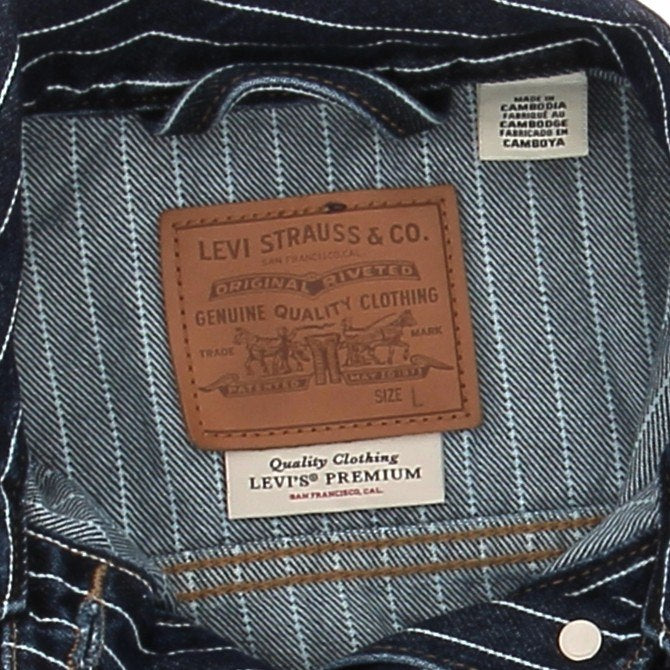 MADE IN
CAMBODIA
FABRIQUÉ AU
CAMBODGE
FABRICADO EN
CAMBOYA
LEVI STRAUSS & CO.
SAN FRANCISCO, CAL.
ORIGINAL RIVETED
GENUINE QUALITY CLOTHING
TRADE MARK
PATENTED MAY 20 1873
SIZE L
Quality Clothing
LEVI'S® PREMIUM
SAN FRANCISCO, CAL.